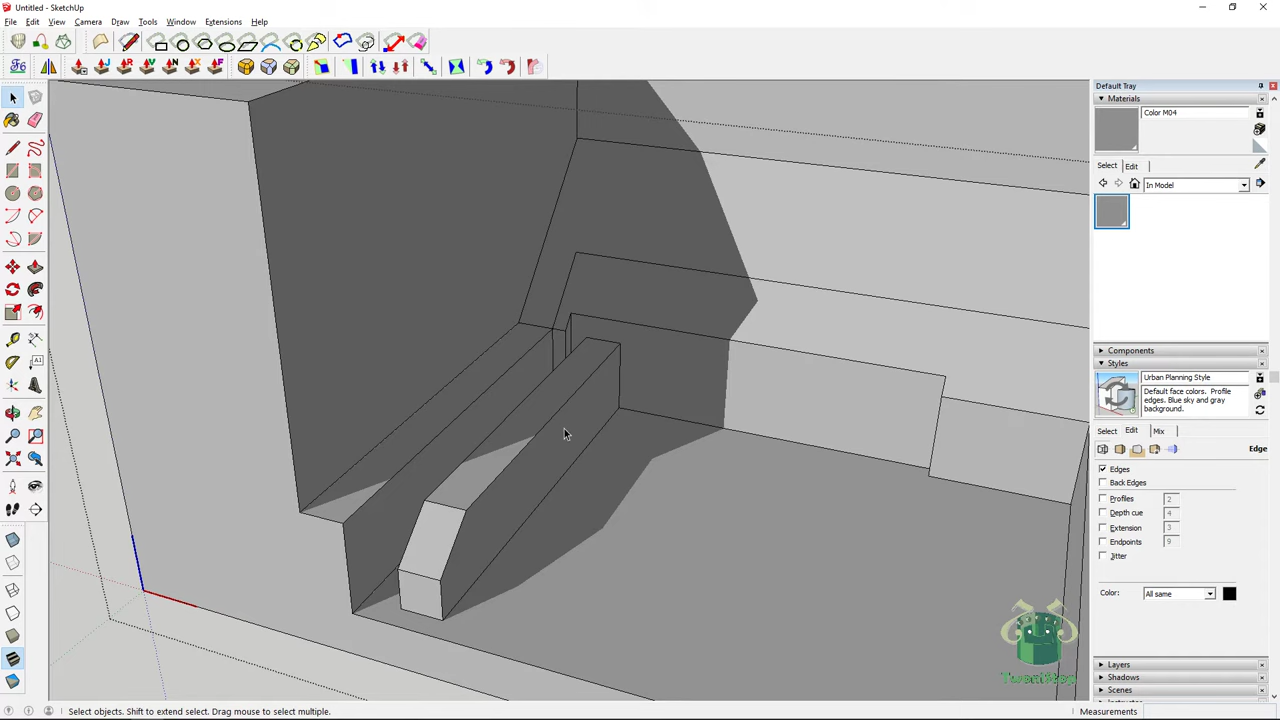 Untitled - SketchUp
File Edit View Camera Draw Tools Window Extensions Help
Default Tray
Materials
Color M04
Select Edit
In Model
Components
Styles
Urban Planning Style
Default face colors. Profile
edges. Blue sky and gray
background.
Select Edit Mix
Edge
Edges
Back Edges
Profiles 2
Depth cue 4
Extension 3
Endpoints 9
Jitter
Color: All same
Layers
Shadows
Scenes
Select objects. Shift to extend select. Drag mouse to select multiple.
Measurements